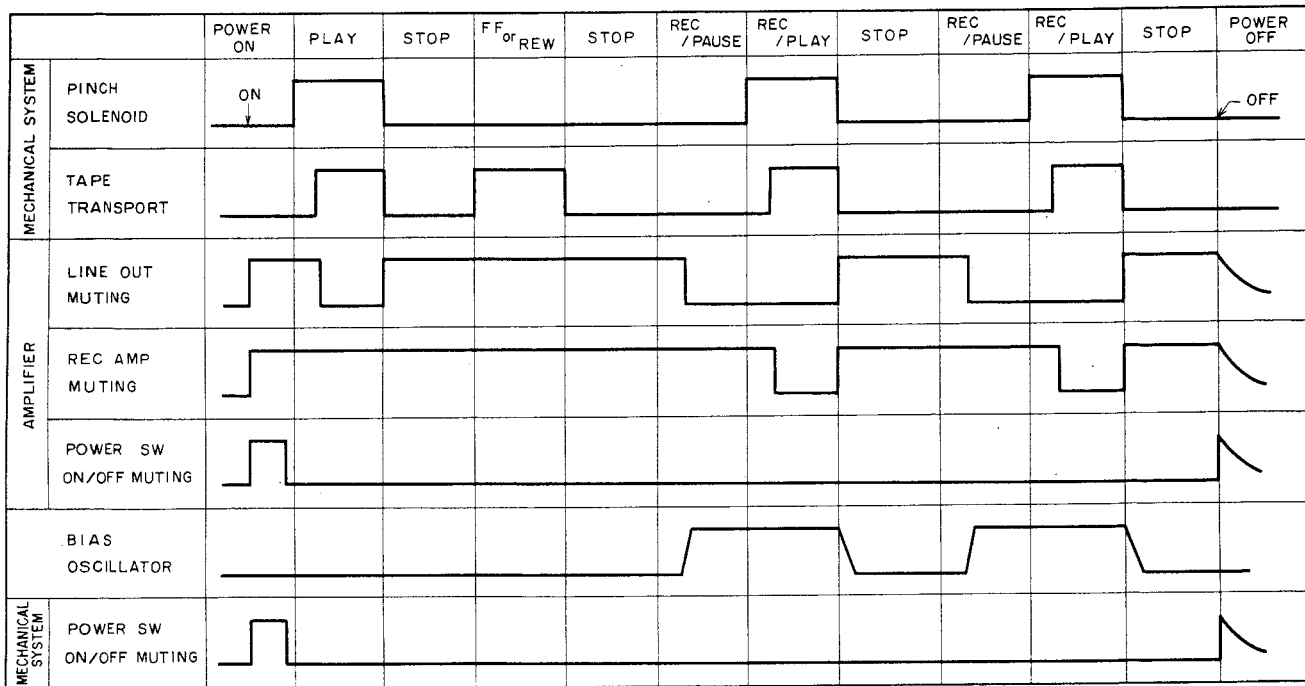 POWER ON
PLAY
STOP
FF or REW
STOP
REC /PAUSE
REC /PLAY
STOP
REC /PAUSE
REC /PLAY
STOP
POWER OFF
MECHANICAL SYSTEM
PINCH
SOLENOID
ON
OFF
TAPE
TRANSPORT
AMPLIFIER
LINE OUT
MUTING
REC AMP
MUTING
POWER SW
ON/OFF MUTING
BIAS
OSCILLATOR
MECHANICAL
SYSTEM
POWER SW
ON/OFF MUTING